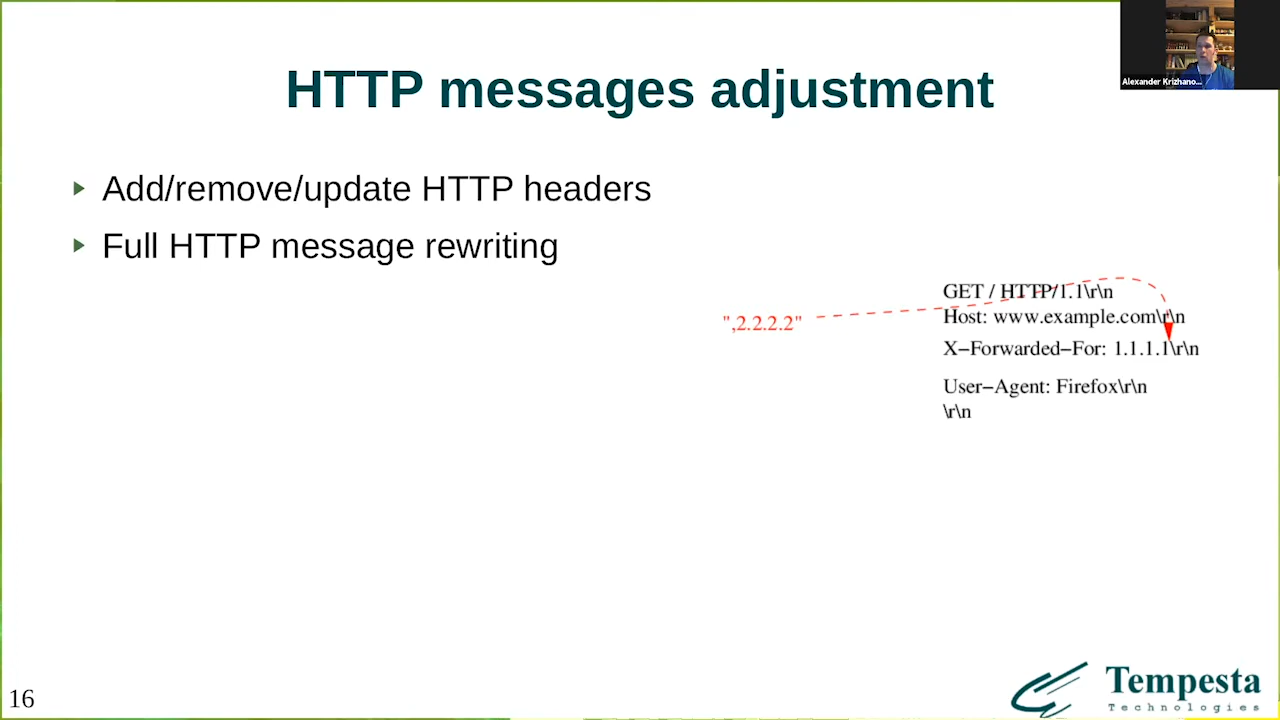 Alexander Krizhano...
HTTP messages adjustment
Add/remove/update HTTP headers
Full HTTP message rewriting
",2.2.2.2"
GET / HTTP/1.1\r\n
Host: www.example.com\r\n
X−Forwarded−For: 1.1.1.1\r\n
User−Agent: Firefox\r\n
\r\n
16
Tempesta
Technologies